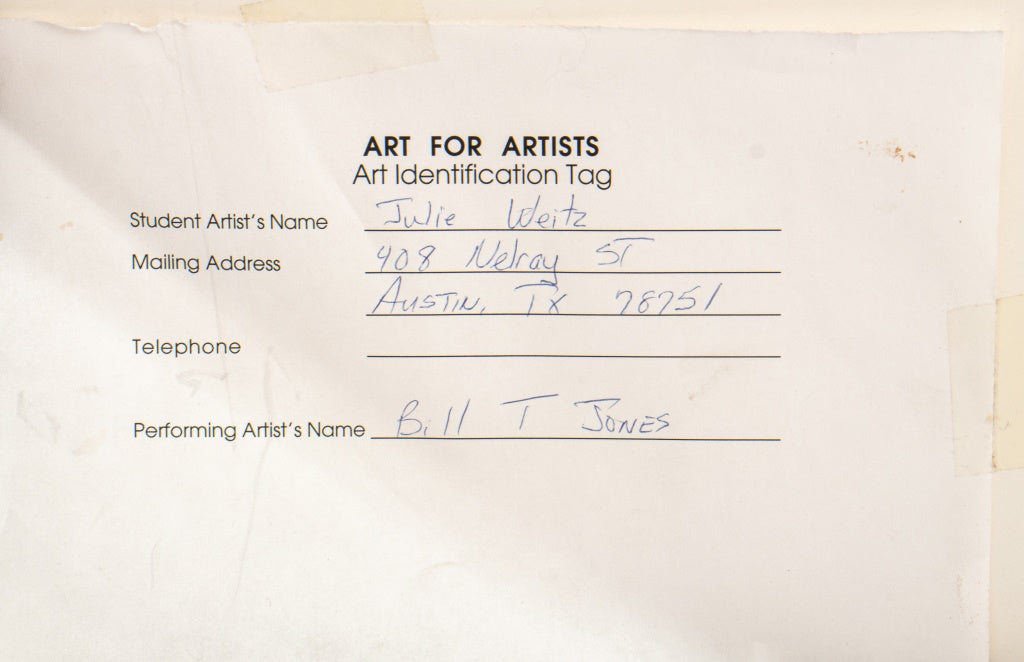 ART FOR ARTISTS
Art Identification Tag
Student Artist's Name Julie Weitz
Mailing Address 408 Nelray ST
AUSTIN, TX 78751
Telephone
Performing Artist's Name Bill T JONES